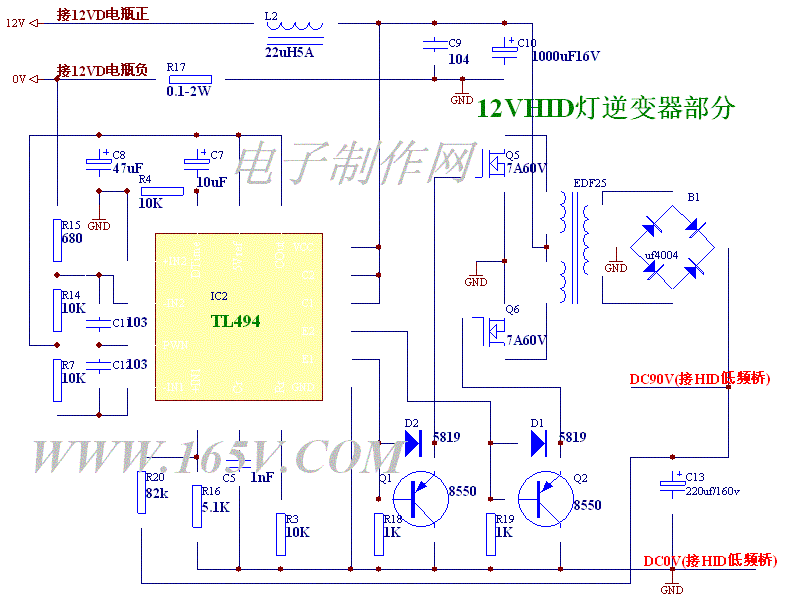 12V 接12VD电瓶正
L2
22uH5A
C9
104
C10
1000uF16V
0V 接12VD电瓶负
R17
0.1-2W
GND
12VHID灯逆变器部分
电子制作网
C8
47uF
C7
10uF
R4
10K
GND
Q5
7A60V
EDF25
B1
uf4004
GND
GND
R15
680
R14
10K
C11
103
IC2
TL494
Q6
7A60V
R7
10K
C12
103
DC90V(接HID低频桥)
WWW.165V.COM
D2
5819
D1
5819
R20
82k
R16
5.1K
C5
1nF
R3
10K
Q1
8550
Q2
8550
R18
1K
R19
1K
C13
220uf/160v
DC0V(接HID低频桥)
GND